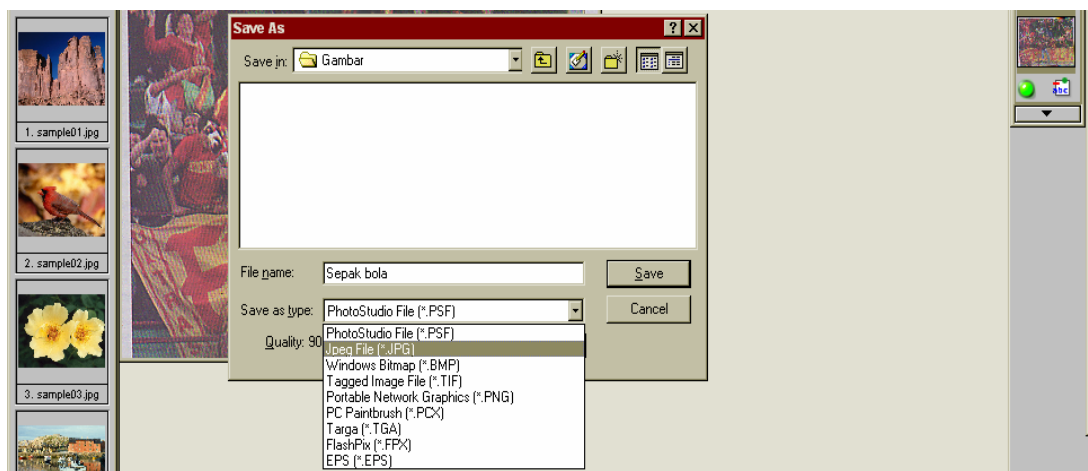 Save As
Save in: Gambar
File name: Sepak bola
Save
Save as type: PhotoStudio File (*.PSF)
Cancel
Quality: 90
PhotoStudio File (*.PSF)
Jpeg File (*.JPG)
Windows Bitmap (*.BMP)
Tagged Image File (*.TIF)
Portable Network Graphics (*.PNG)
PC Paintbrush (*.PCX)
Targa (*.TGA)
FlashPix (*.FPX)
EPS (*.EPS)
1. sample01.jpg
2. sample02.jpg
3. sample03.jpg
abc